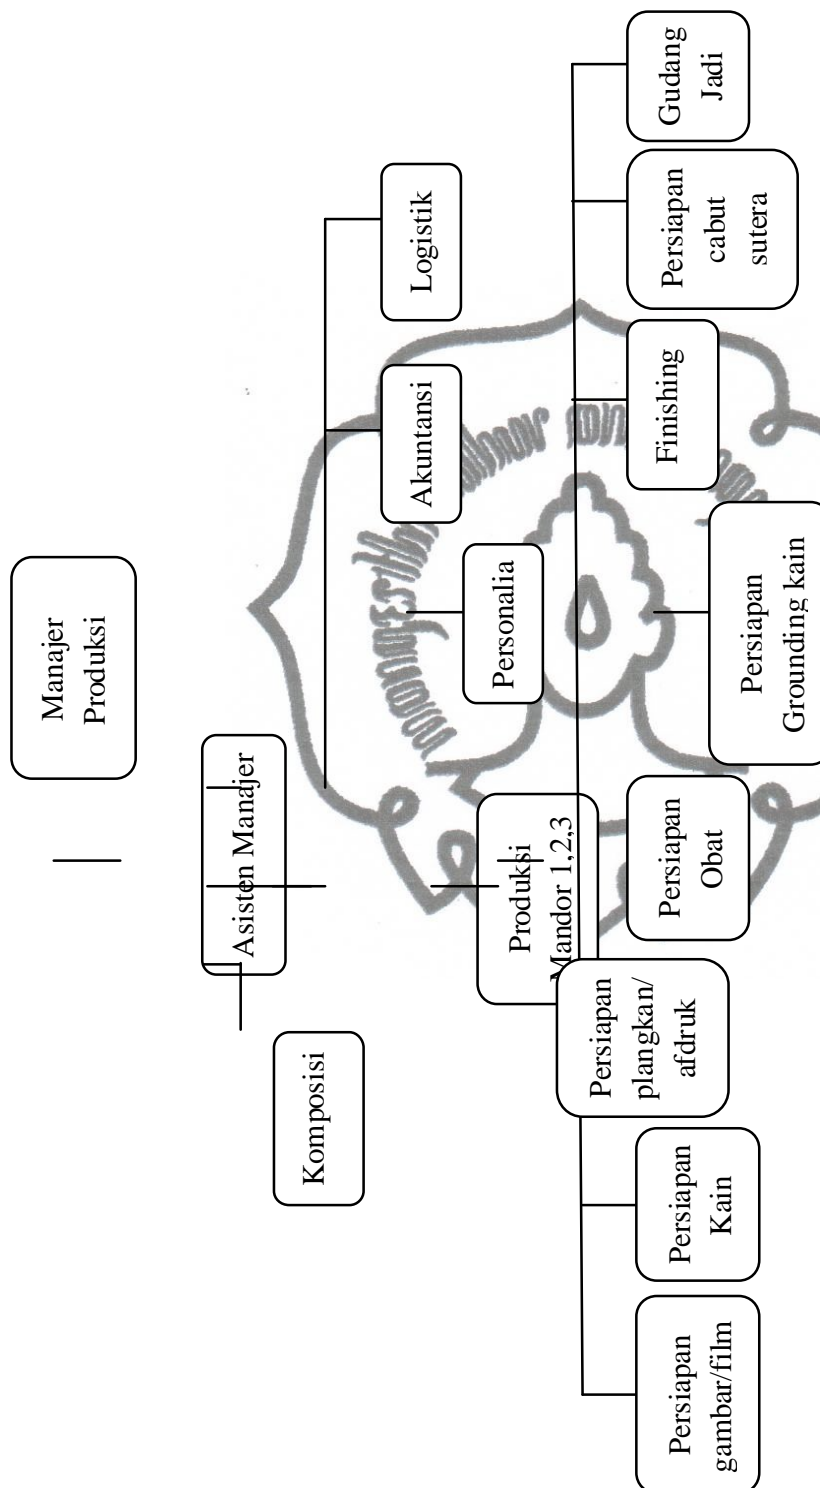 Manajer
Produksi
Asisten Manajer
Komposisi
Produksi
Mandor 1,2,3
Personalia
Akuntansi
Logistik
Persiapan
gambar/film
Persiapan
Kain
Persiapan
plangkan/
afdruk
Persiapan
Obat
Persiapan
Grounding kain
Finishing
Persiapan
cabut
sutera
Gudang
Jadi